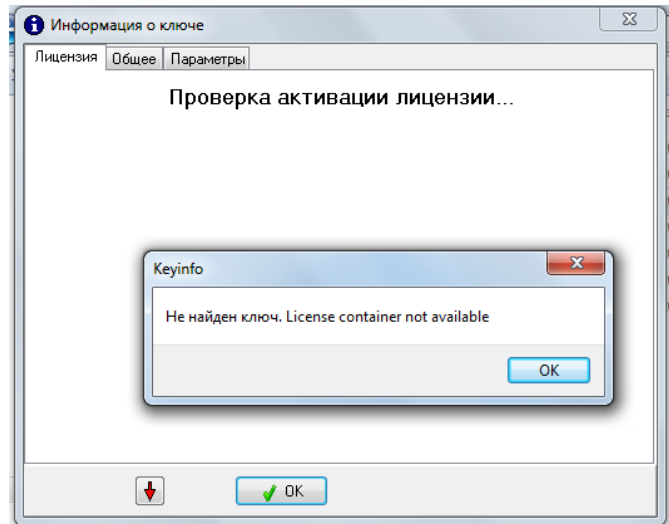 Информация о ключе
Лицензия Общее Параметры
Проверка активации лицензии...
Keyinfo
Не найден ключ. License container not available
OK
OK